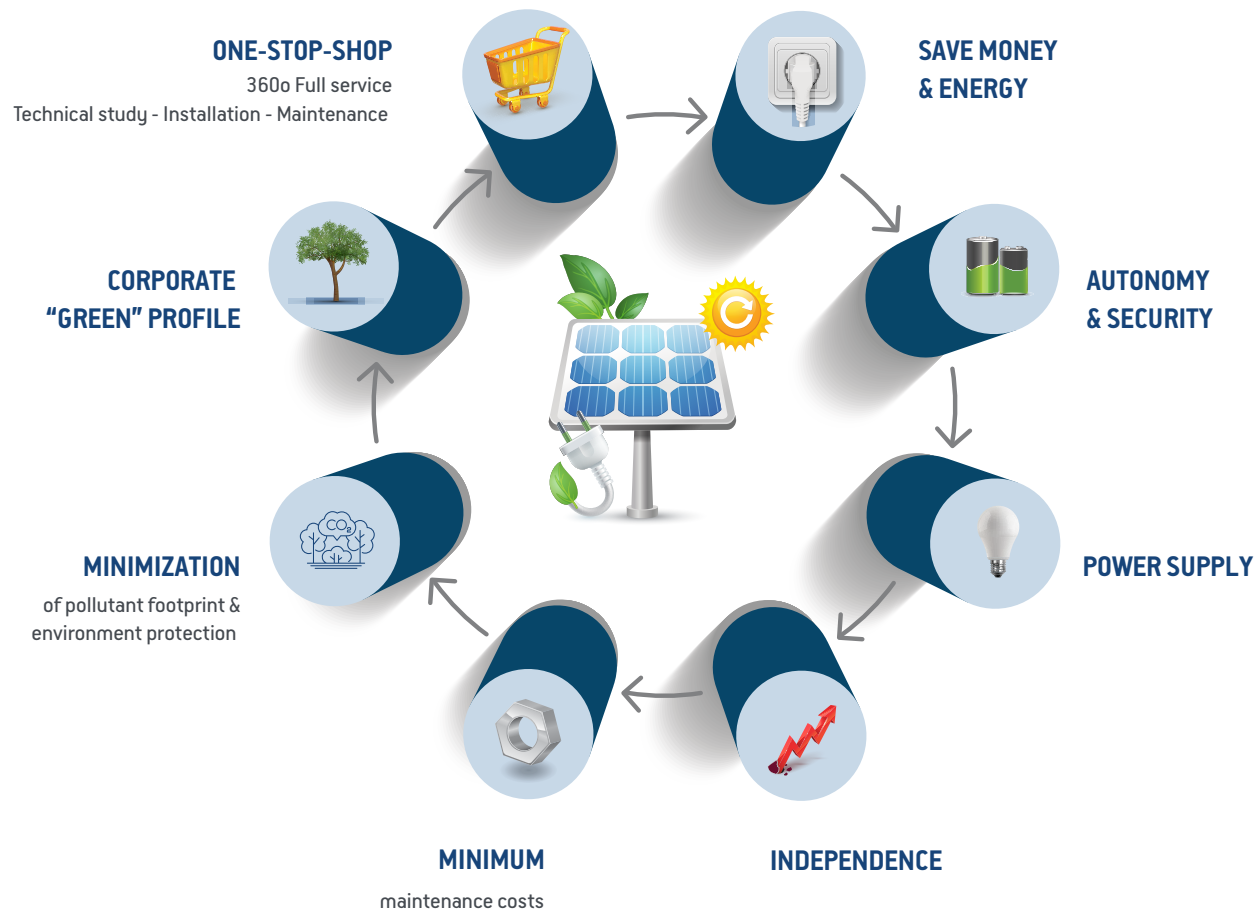 ONE-STOP-SHOP
360o Full service
Technical study - Installation - Maintenance
SAVE MONEY
& ENERGY
AUTONOMY
& SECURITY
POWER SUPPLY
INDEPENDENCE
MINIMUM
maintenance costs
MINIMIZATION
of pollutant footprint &
environment protection
CO2
CORPORATE
“GREEN” PROFILE